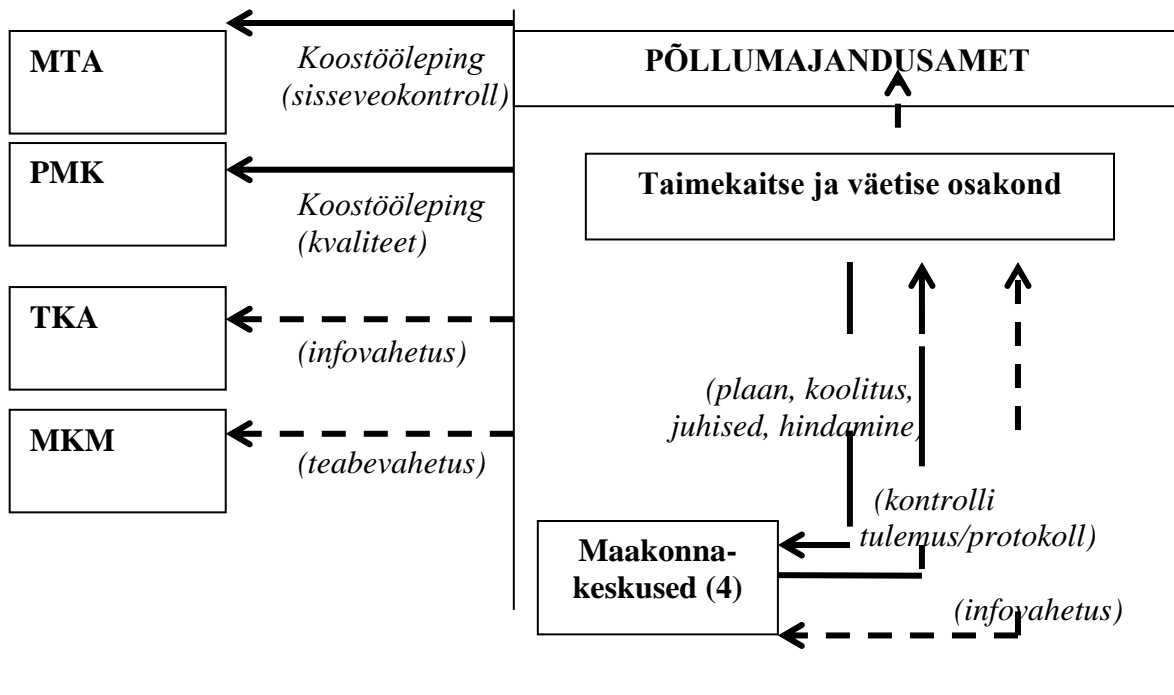 MTA
Koostööleping
(sisseveokontroll)
PÕLLUMAJANDUSAMET
PMK
Koostööleping
(kvaliteet)
Taimekaitse ja väetise osakond
TKA
(infovahetus)
MKM
(teabevahetus)
(plaan, koolitus,
juhised, hindamine)
(kontrolli
tulemus/protokoll)
Maakonna-
keskused (4)
(infovahetus)